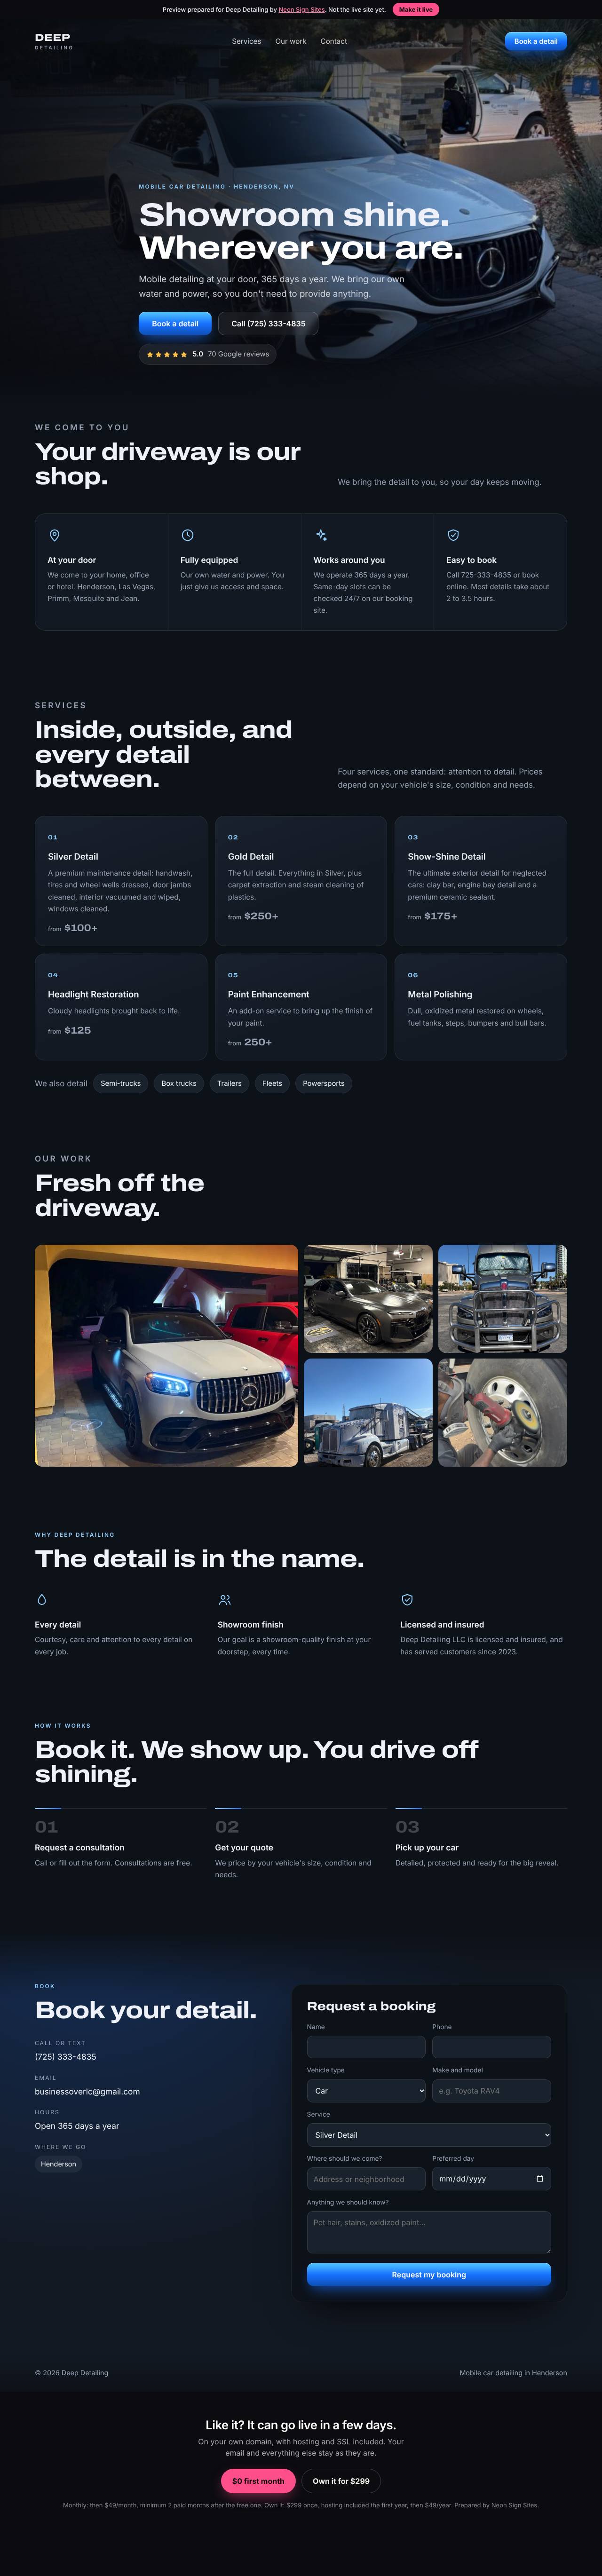 Preview prepared for Deep Detailing by Neon Sign Sites. Not the live site yet. Make it live
DEEP
DETAILING
Services Our work Contact
Book a detail
MOBILE CAR DETAILING · HENDERSON, NV
Showroom shine.
Wherever you are.
Mobile detailing at your door, 365 days a year. We bring our own
water and power, so you don't need to provide anything.
Book a detail Call (725) 333-4835
★★★★★ 5.0 70 Google reviews
WE COME TO YOU
Your driveway is our
shop.
We bring the detail to you, so your day keeps moving.
At your door
We come to your home, office
or hotel. Henderson, Las Vegas,
Primm, Mesquite and Jean.
Fully equipped
Our own water and power. You
just give us access and space.
Works around you
We operate 365 days a year.
Same-day slots can be
checked 24/7 on our booking
site.
Easy to book
Call 725-333-4835 or book
online. Most details take about
2 to 3.5 hours.
SERVICES
Inside, outside, and
every detail
between.
Four services, one standard: attention to detail. Prices
depend on your vehicle's size, condition and needs.
01
Silver Detail
A premium maintenance detail: handwash,
tires and wheel wells dressed, door jambs
cleaned, interior vacuumed and wiped,
windows cleaned.
from $100+
02
Gold Detail
The full detail. Everything in Silver, plus
carpet extraction and steam cleaning of
plastics.
from $250+
03
Show-Shine Detail
The ultimate exterior detail for neglected
cars: clay bar, engine bay detail and a
premium ceramic sealant.
from $175+
04
Headlight Restoration
Cloudy headlights brought back to life.
from $125
05
Paint Enhancement
An add-on service to bring up the finish of
your paint.
from 250+
06
Metal Polishing
Dull, oxidized metal restored on wheels,
fuel tanks, steps, bumpers and bull bars.
We also detail Semi-trucks Box trucks Trailers Fleets Powersports
OUR WORK
Fresh off the
driveway.
WHY DEEP DETAILING
The detail is in the name.
Every detail
Courtesy, care and attention to every detail on
every job.
Showroom finish
Our goal is a showroom-quality finish at your
doorstep, every time.
Licensed and insured
Deep Detailing LLC is licensed and insured, and
has served customers since 2023.
HOW IT WORKS
Book it. We show up. You drive off
shining.
01
Request a consultation
Call or fill out the form. Consultations are free.
02
Get your quote
We price by your vehicle's size, condition and
needs.
03
Pick up your car
Detailed, protected and ready for the big reveal.
BOOK
Book your detail.
CALL OR TEXT
(725) 333-4835
EMAIL
businessoverlc@gmail.com
HOURS
Open 365 days a year
WHERE WE GO
Henderson
Request a booking
Name Phone
Vehicle type Make and model
Car e.g. Toyota RAV4
Service
Silver Detail
Where should we come? Preferred day
Address or neighborhood mm/dd/yyyy
Anything we should know?
Pet hair, stains, oxidized paint...
Request my booking
© 2026 Deep Detailing
Mobile car detailing in Henderson
Like it? It can go live in a few days.
On your own domain, with hosting and SSL included. Your
email and everything else stay as they are.
$0 first month Own it for $299
Monthly: then $49/month, minimum 2 paid months after the free one. Own it: $299 once, hosting included the first year, then $49/year. Prepared by Neon Sign Sites.